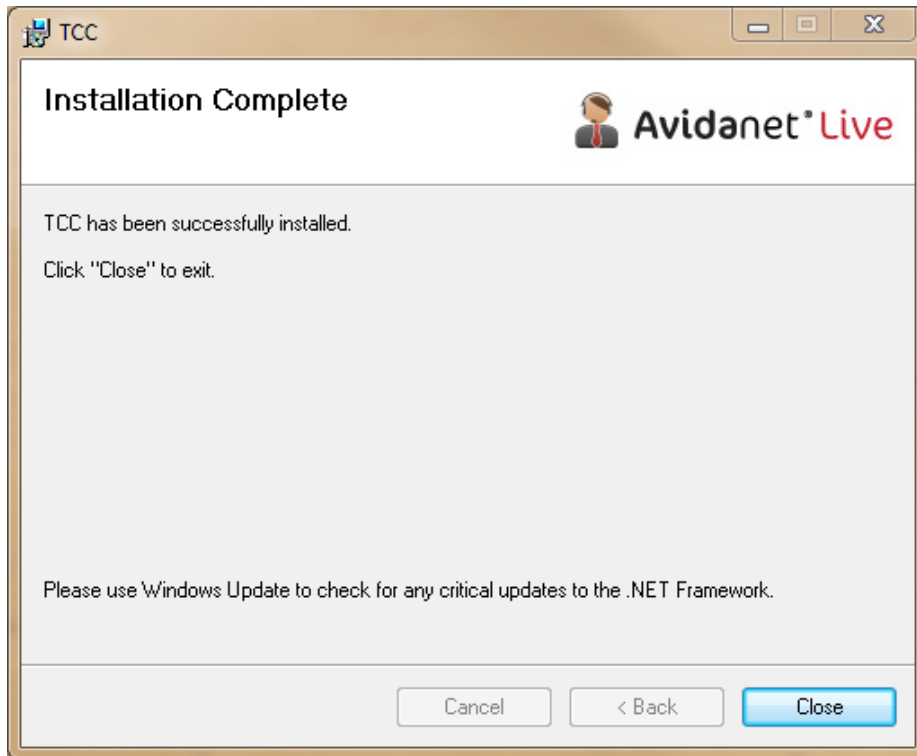 TCC
Installation Complete
Avidanet Live
TCC has been successfully installed.
Click "Close" to exit.
Please use Windows Update to check for any critical updates to the .NET Framework.
Cancel
< Back
Close